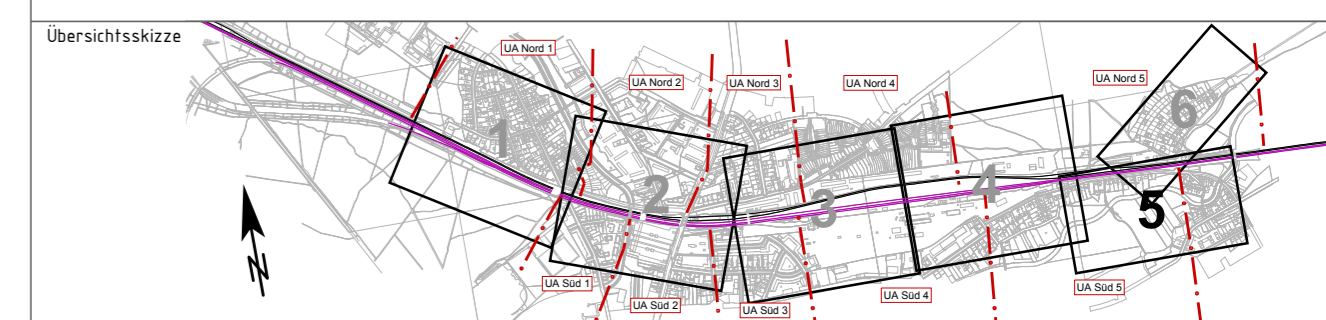 Übersichtsskizze
UA Nord 1
UA Nord 2
UA Nord 3
UA Nord 4
UA Nord 5
1
2
3
4
5
6
N
UA Süd 1
UA Süd 2
UA Süd 3
UA Süd 4
UA Süd 5